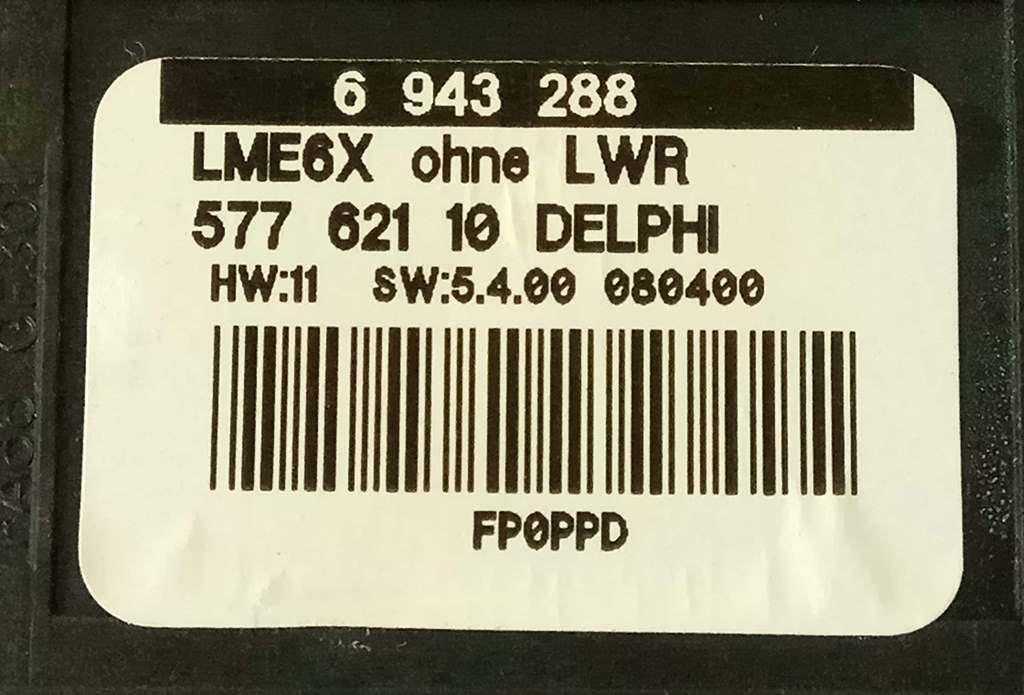 6 943 288
LME6X ohne LWR
577 621 10 DELPHI
HW:11 SW:5.4.00 080400
FP0PPD